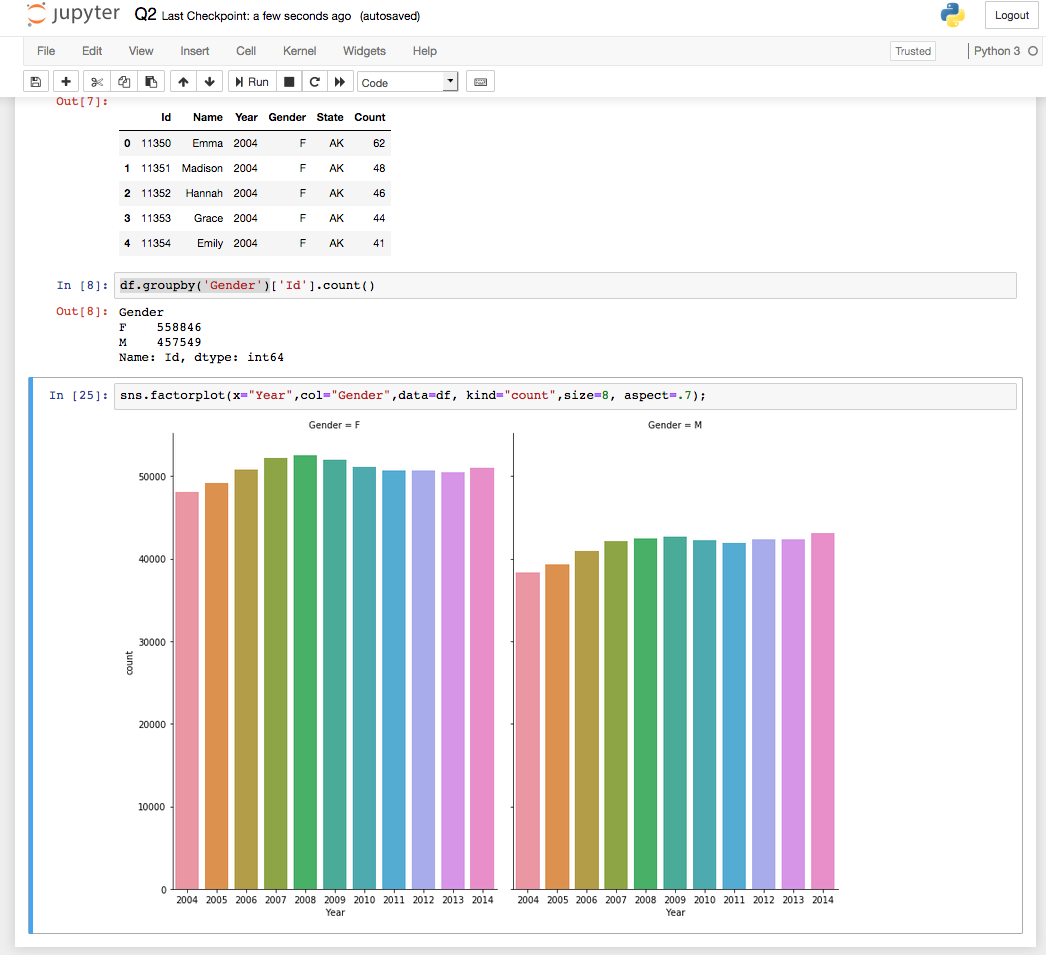 jupyter Q2 Last Checkpoint: a few seconds ago (autosaved) Logout
File Edit View Insert Cell Kernel Widgets Help Trusted Python 3
Run Code
Out[7]:
Id Name Year Gender State Count
0 11350 Emma 2004 F AK 62
1 11351 Madison 2004 F AK 48
2 11352 Hannah 2004 F AK 46
3 11353 Grace 2004 F AK 44
4 11354 Emily 2004 F AK 41
In [8]: df.groupby('Gender')['Id'].count()
Out[8]: Gender
F 558846
M 457549
Name: Id, dtype: int64
In [25]: sns.factorplot(x="Year",col="Gender",data=df, kind="count",size=8, aspect=.7);
Gender = F Gender = M
50000
40000
30000
count
20000
10000
0
2004 2005 2006 2007 2008 2009 2010 2011 2012 2013 2014 2004 2005 2006 2007 2008 2009 2010 2011 2012 2013 2014
Year Year